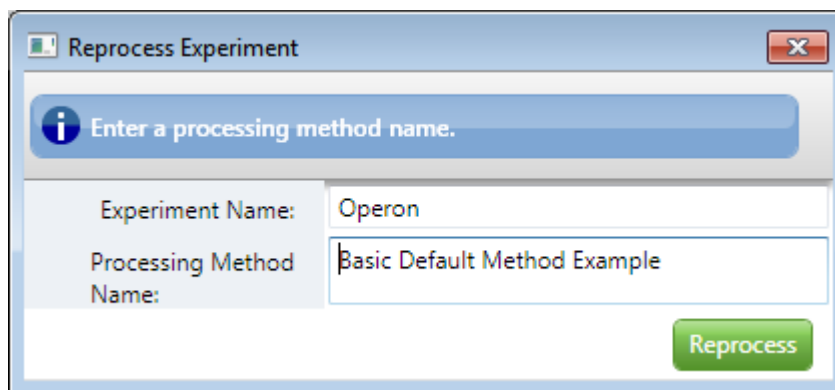 Reprocess Experiment
Enter a processing method name.
Experiment Name: Operon
Processing Method Basic Default Method Example
Name:
Reprocess